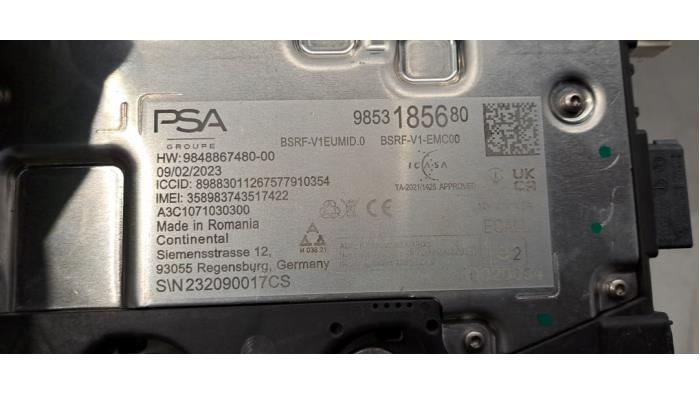 PSA
GROUPE
9853185680
BSRF-V1EUMID.0 BSRF-V1-EMC00
HW:9848867480-00
09/02/2023
ICCID: 89883011267577910354
IMEI: 358983743517422
A3C1071030300
Made in Romania
Continental
Siemensstrasse 12,
93055 Regensburg, Germany
S\N232090017CS
ICASA
TA-2021/1425 APPROVED
UK
CA